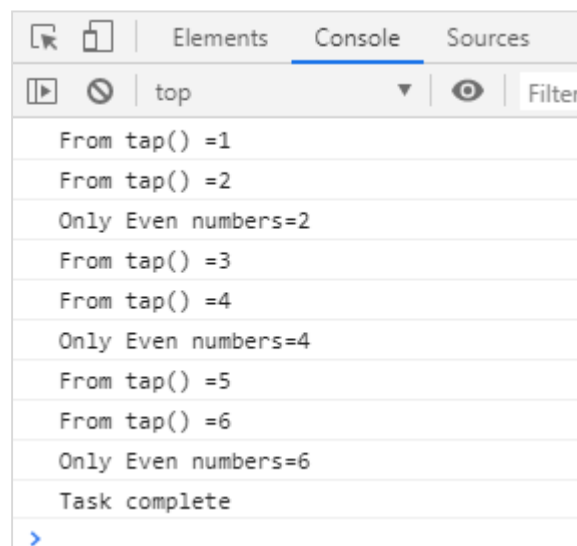 Elements Console Sources
top Filter
From tap() =1
From tap() =2
Only Even numbers=2
From tap() =3
From tap() =4
Only Even numbers=4
From tap() =5
From tap() =6
Only Even numbers=6
Task complete